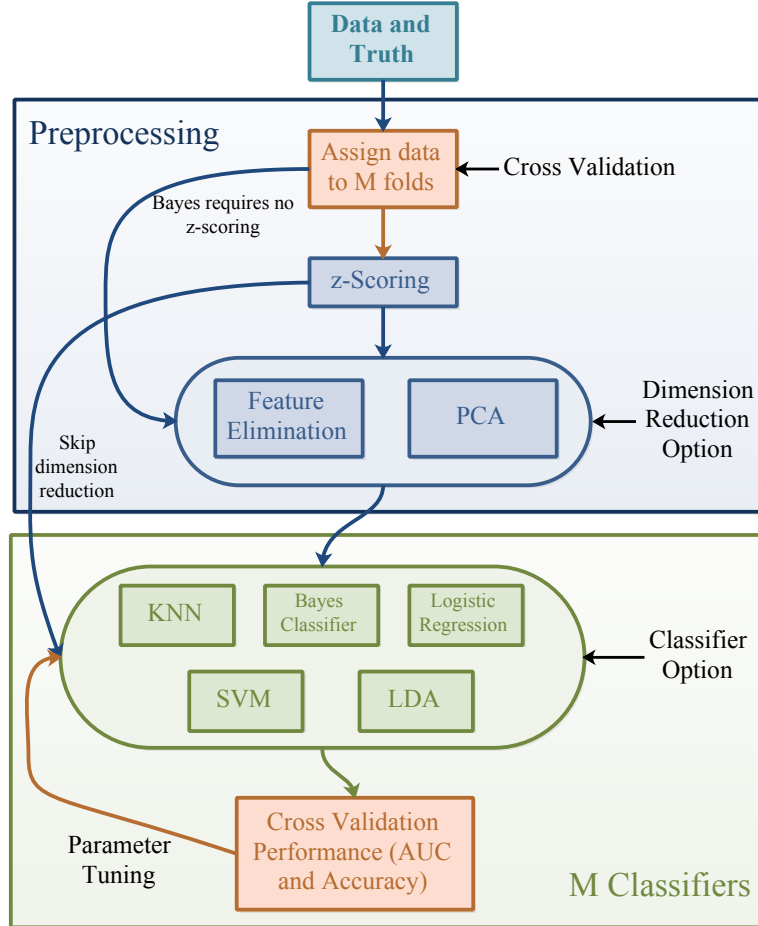 Data and
Truth
Preprocessing
Assign data
to M folds
Cross Validation
Bayes requires no
z-scoring
z-Scoring
Feature
Elimination
PCA
Dimension
Reduction
Option
Skip
dimension
reduction
KNN
Bayes
Classifier
Logistic
Regression
Classifier
Option
SVM
LDA
Cross Validation
Performance (AUC
and Accuracy)
Parameter
Tuning
M Classifiers